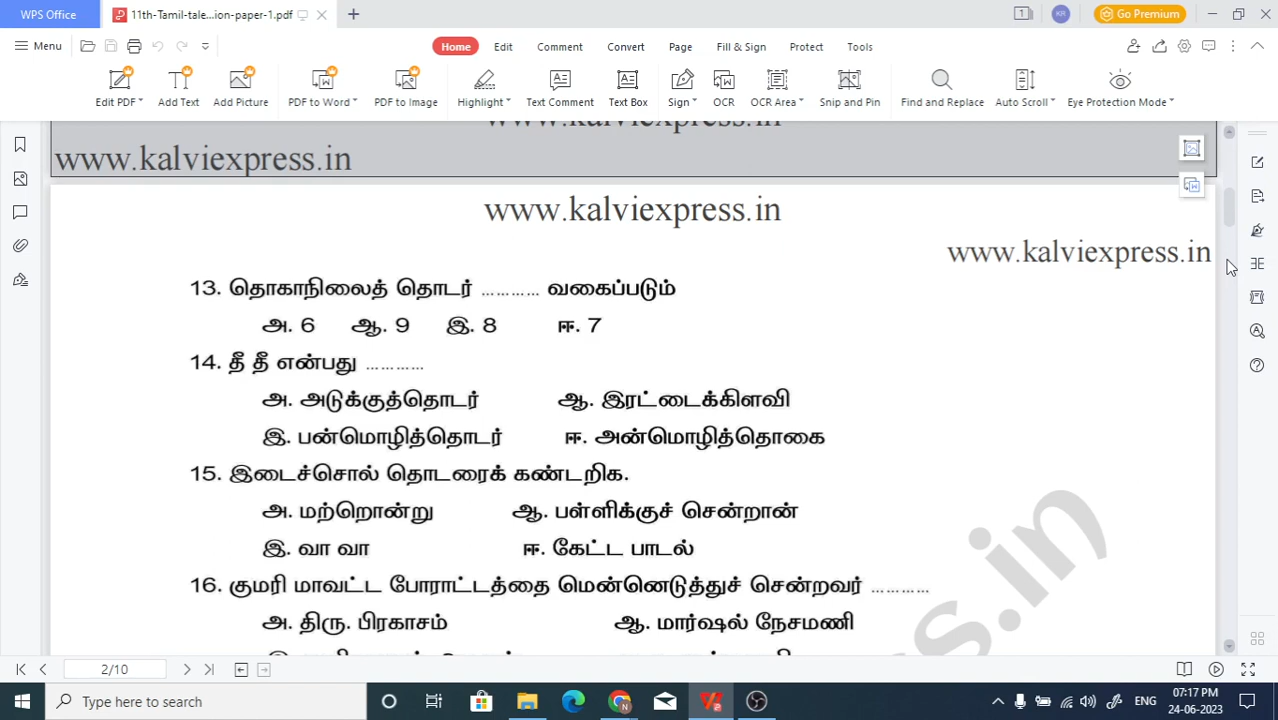 WPS Office
11th-Tamil-tale...ion-paper-1.pdf
Go Premium
KR
Menu
Home Edit Comment Convert Page Fill & Sign Protect Tools
Edit PDF Add Text Add Picture PDF to Word PDF to Image Highlight Text Comment Text Box Sign OCR OCR Area Snip and Pin Find and Replace Auto Scroll Eye Protection Mode
www.kalviexpress.in
www.kalviexpress.in
www.kalviexpress.in
www.kalviexpress.in
13. தொகாநிலைத் தொடர் ………… வகைப்படும்
அ. 6 ஆ. 9 இ. 8 ஈ. 7
14. தீ தீ என்பது …………
அ. அடுக்குத்தொடர் ஆ. இரட்டைக்கிளவி
இ. பன்மொழித்தொடர் ஈ. அன்மொழித்தொகை
15. இடைச்சொல் தொடரைக் கண்டறிக.
அ. மற்றொன்று ஆ. பள்ளிக்குச் சென்றான்
இ. வா வா ஈ. கேட்ட பாடல்
16. குமரி மாவட்ட போராட்டத்தை மென்னெடுத்துச் சென்றவர் …………
அ. திரு. பிரகாசம் ஆ. மார்ஷல் நேசமணி
s.in
2/10
Type here to search
ENG
07:17 PM
24-06-2023